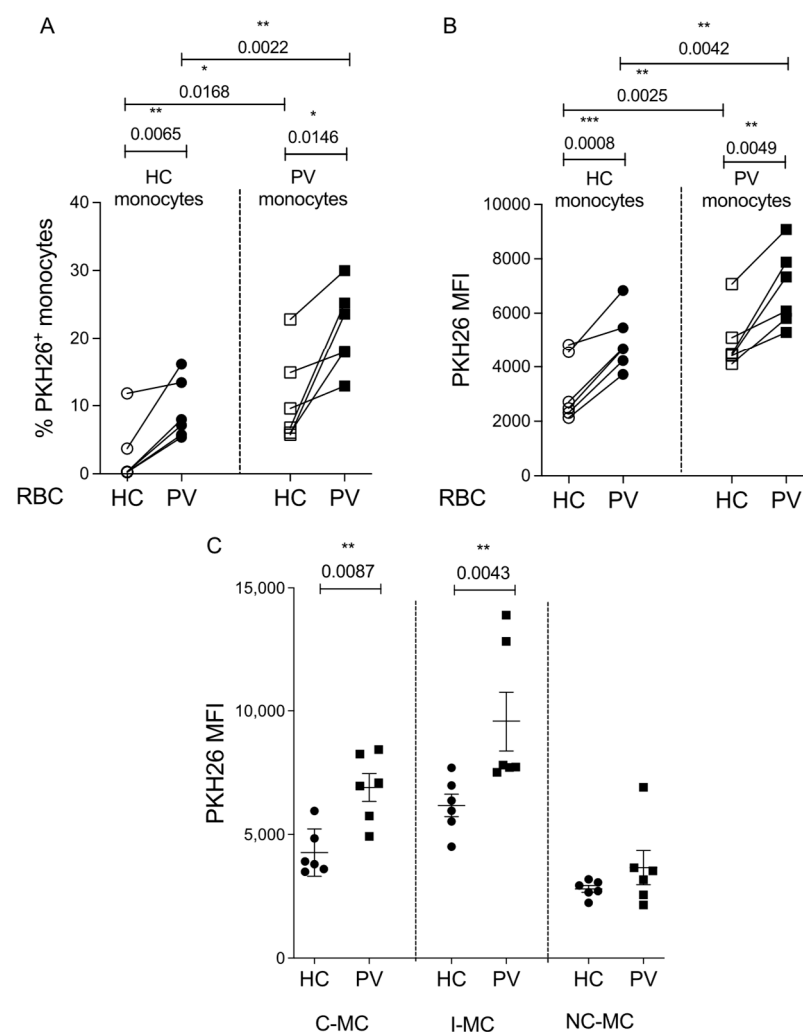 A
**
0.0022
*
0.0168
**
0.0065
*
0.0146
HC
monocytes
PV
monocytes
% PKH26+ monocytes
40
30
20
10
0
RBC HC PV HC PV
B
**
0.0042
**
0.0025
***
0.0008
**
0.0049
HC
monocytes
PV
monocytes
PKH26 MFI
10000
8000
6000
4000
2000
0
RBC HC PV HC PV
C
**
0.0087
**
0.0043
PKH26 MFI
15,000
10,000
5,000
0
HC PV HC PV HC PV
C-MC I-MC NC-MC